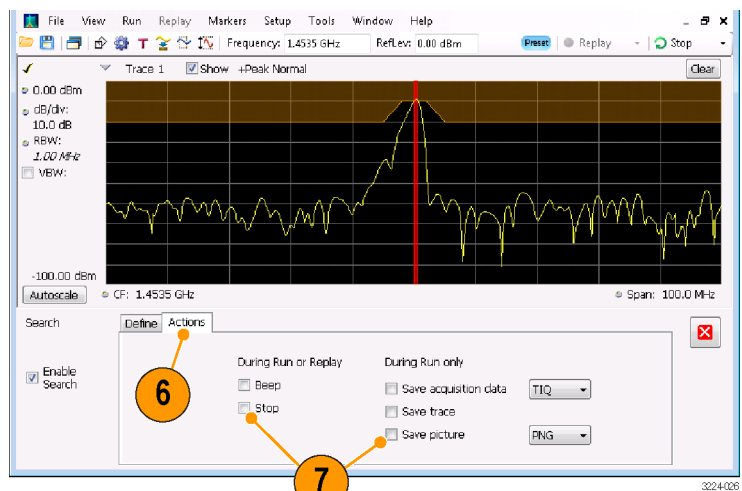 File View Run Replay Markers Setup Tools Window Help
T Frequency: 1.4535 GHz RefLev: 0.00 dBm Preset Replay Stop
Trace 1 Show +Peak Normal Clear
0.00 dBm
dB/div:
10.0 dB
RBW:
1.00 MHz
VBW:
-100.00 dBm
Autoscale CF: 1.4535 GHz Span: 100.0 MHz
Search Define Actions
During Run or Replay During Run only
Enable
Search
Beep Save acquisition data TIQ
Stop Save trace
Save picture PNG
6
7
3224-026